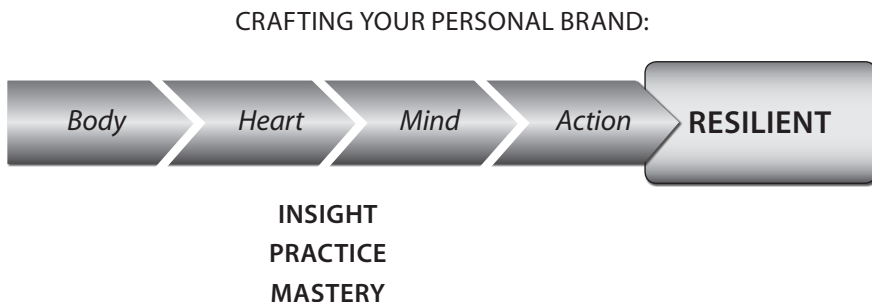 CRAFTING YOUR PERSONAL BRAND:
Body Heart Mind Action RESILIENT
INSIGHT
PRACTICE
MASTERY